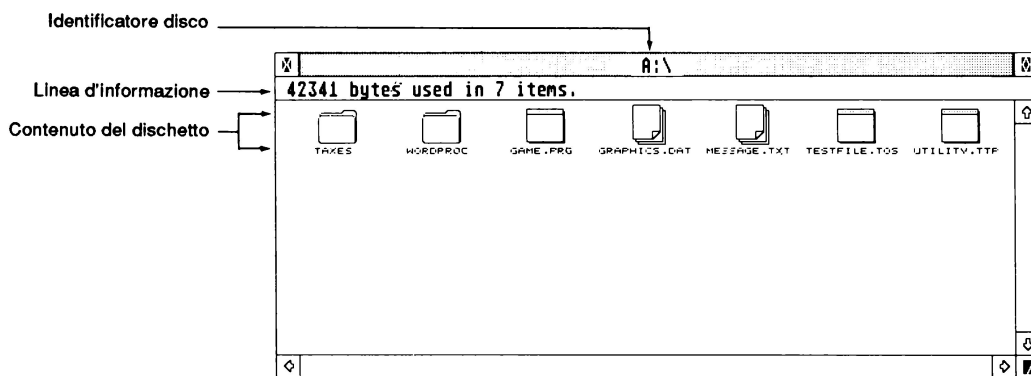 Identificatore disco
A:\
Linea d'informazione
42341 bytes used in 7 items.
Contenuto del dischetto
TAXES WORDPROC GAME.PRG GRAPHICS.DAT MESSAGE.TXT TESTFILE.TOS UTILITY.TTP